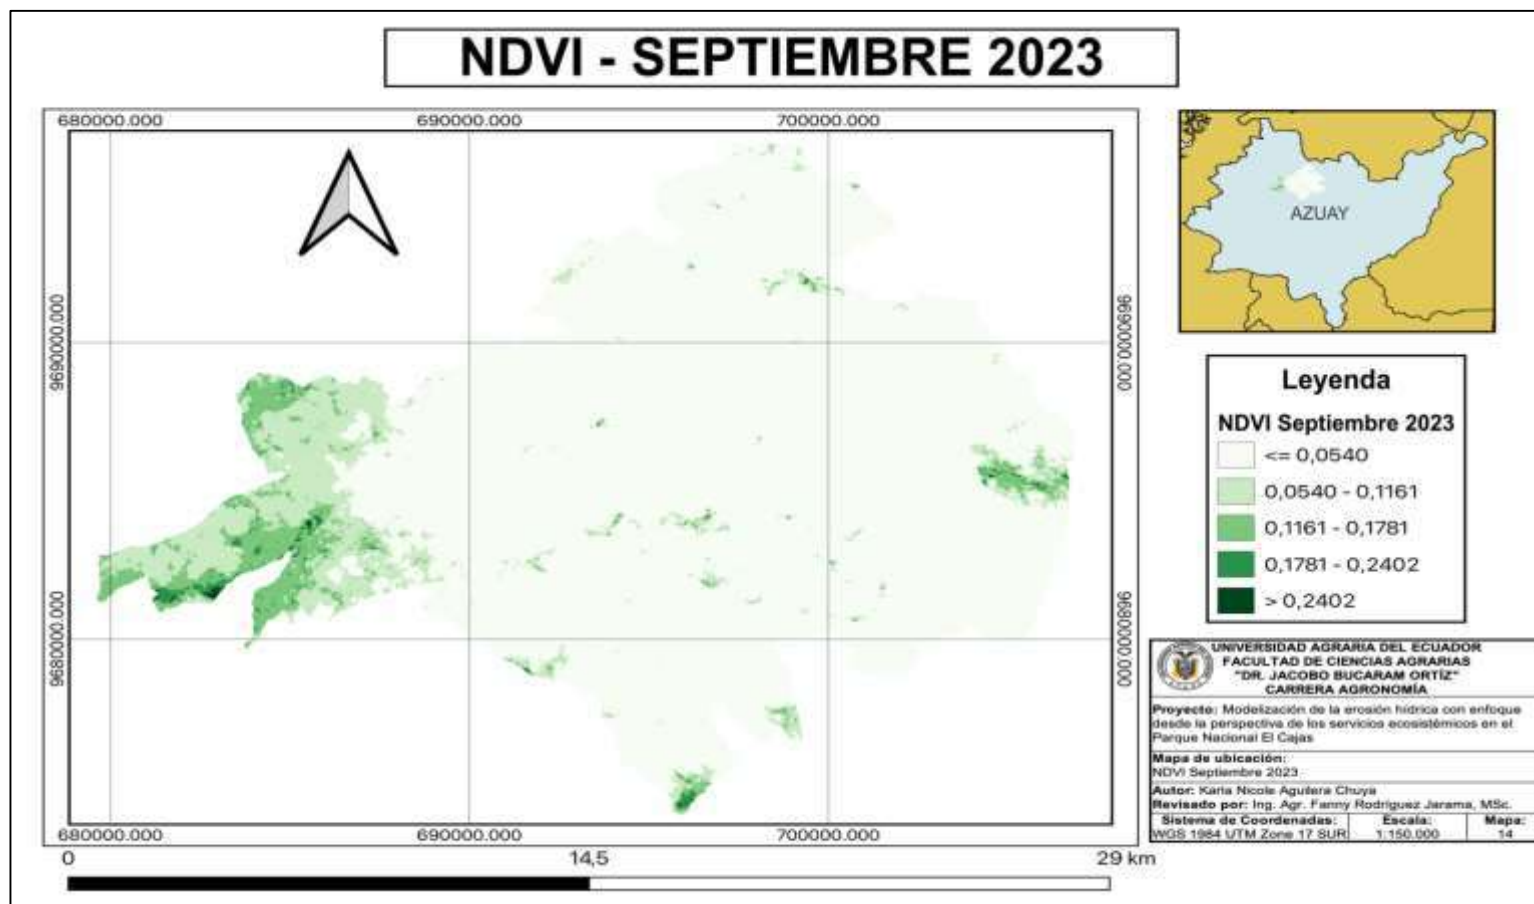 NDVI - SEPTIEMBRE 2023
680000.000 690000.000 700000.000
9690000.000
9690000.000
9680000.000
9680000.000
680000.000 690000.000 700000.000
0 14,5 29 km
AZUAY
Leyenda
NDVI Septiembre 2023
<= 0,0540
0,0540 - 0,1161
0,1161 - 0,1781
0,1781 - 0,2402
> 0,2402
UNIVERSIDAD AGRARIA DEL ECUADOR
FACULTAD DE CIENCIAS AGRARIAS
"DR. JACOBO BUCARAM ORTÍZ"
CARRERA AGRONOMÍA
Proyecto: Modelización de la erosión hídrica con enfoque
desde la perspectiva de los servicios ecosistémicos en el
Parque Nacional El Cajas
Mapa de ubicación:
NDVI Septiembre 2023
Autor: Karla Nicole Aguilera Chuya
Revisado por: Ing. Agr. Fanny Rodríguez Jarama, MSc.
Sistema de Coordenadas: Escala: Mapa:
WGS 1984 UTM Zone 17 SUR 1:150.000 14